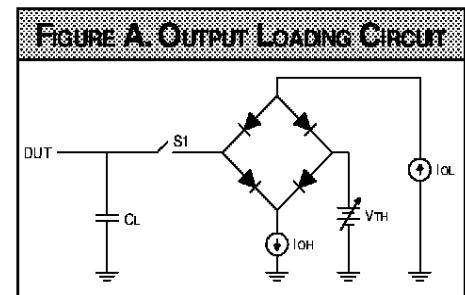 FIGURE A. OUTPUT LOADING CIRCUIT
DUT
S1
IOL
CL
VTH
IOH